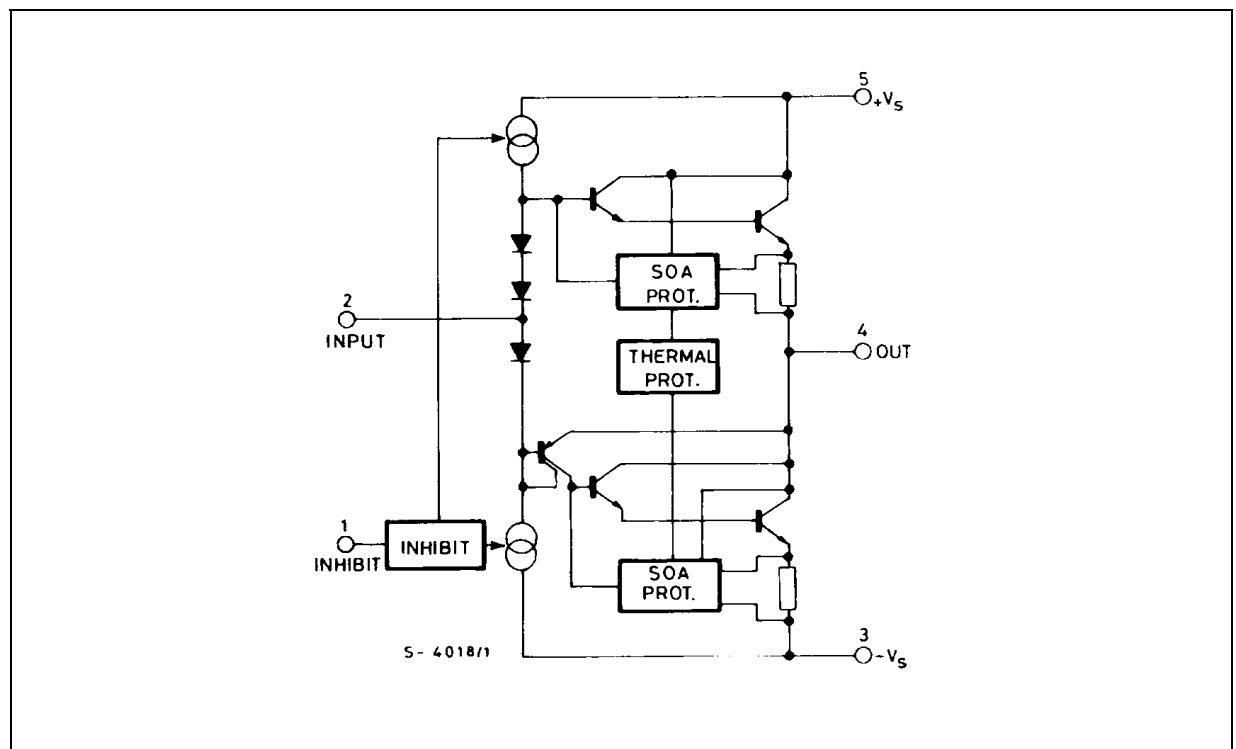 5
+Vs
SOA
PROT.
2
INPUT
4
OUT
THERMAL
PROT.
1
INHIBIT
INHIBIT
SOA
PROT.
3
-Vs
S- 4018/1